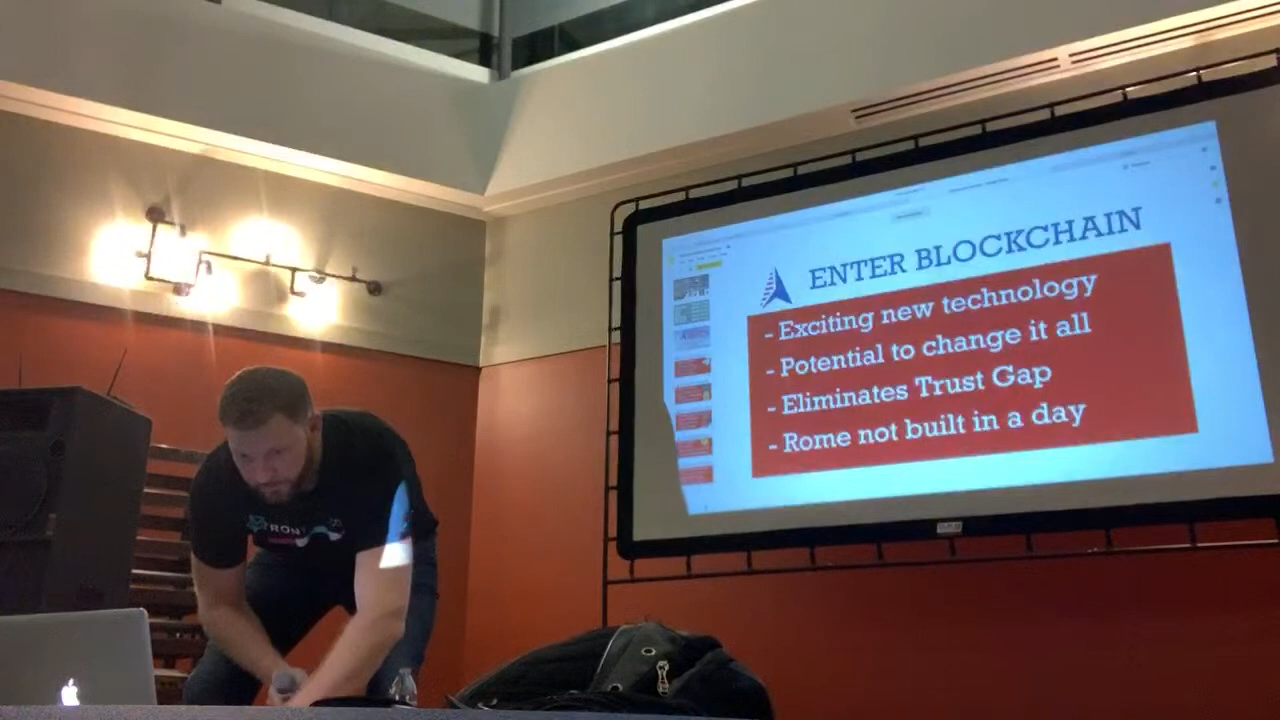 ENTER BLOCKCHAIN
- Exciting new technology
- Potential to change it all
- Eliminates Trust Gap
- Rome not built in a day